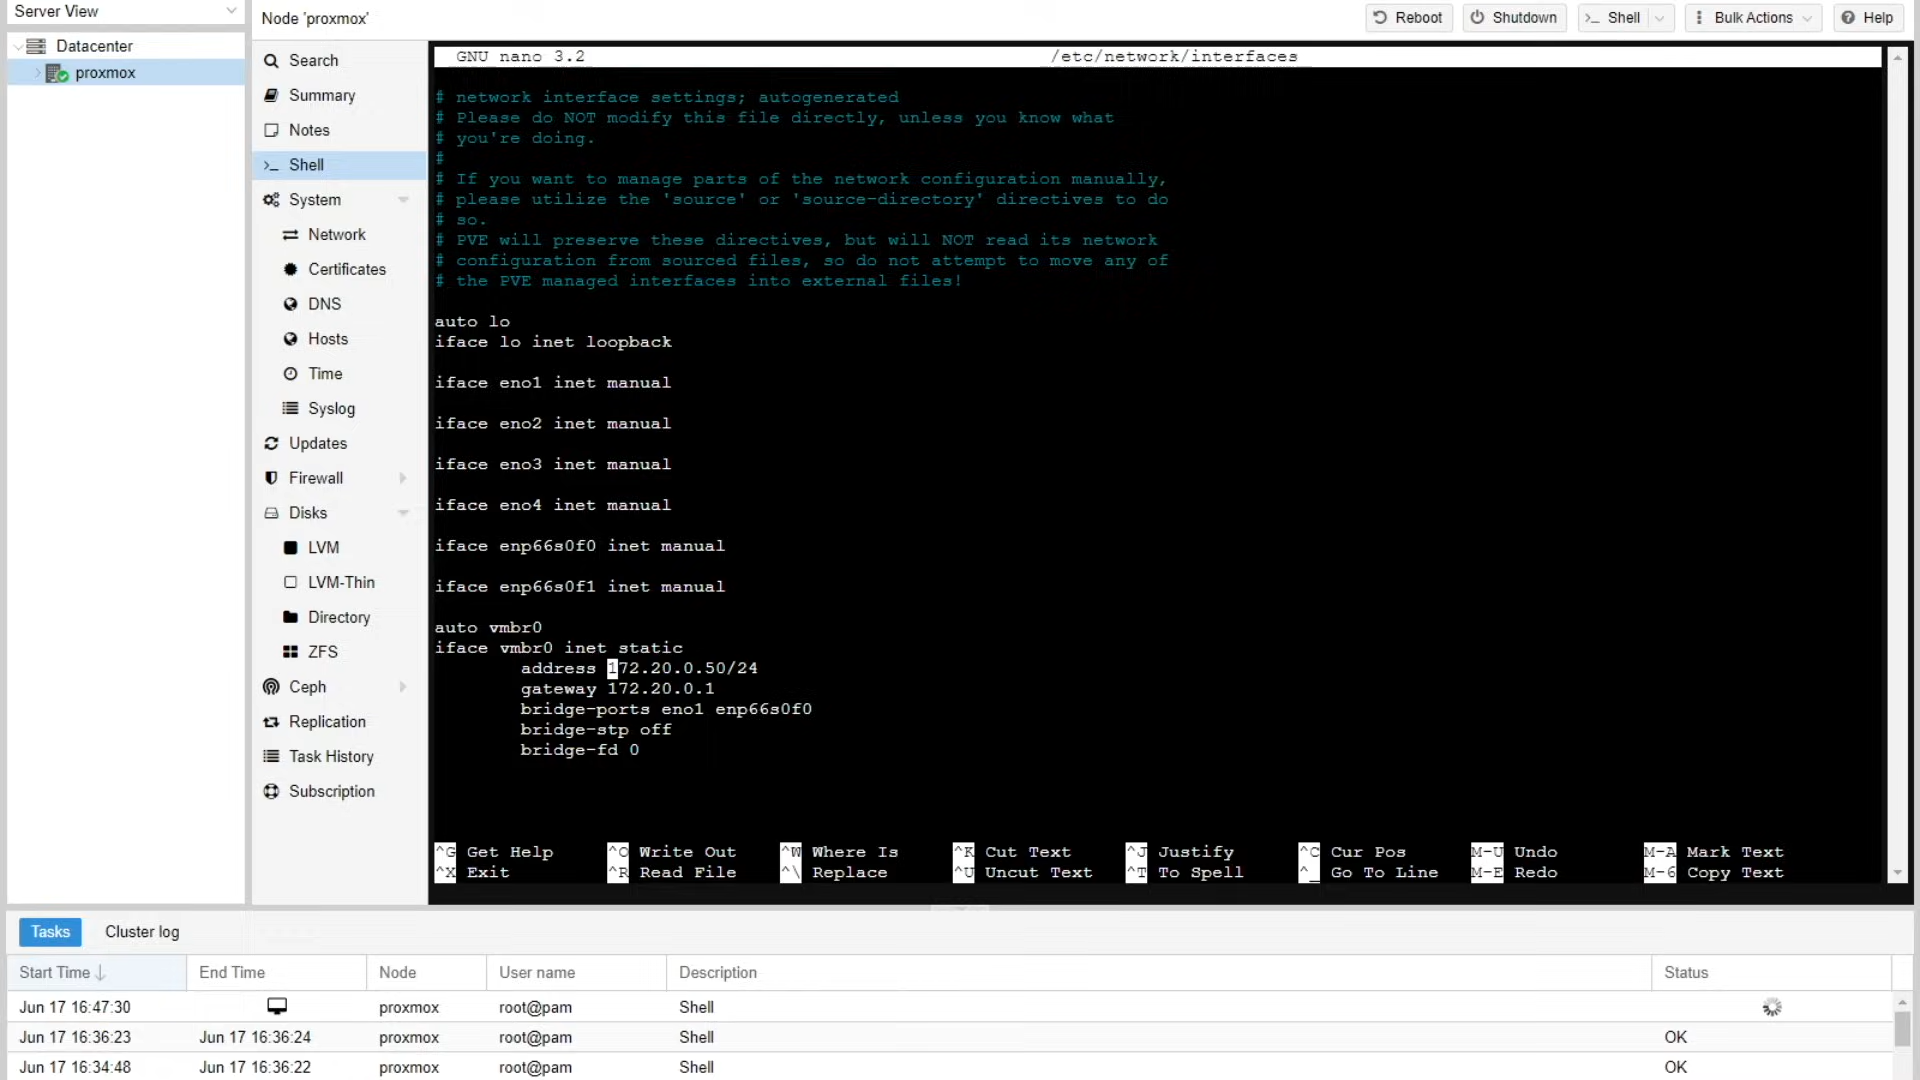 Server View
Node 'proxmox'
Reboot
Shutdown
>_ Shell
Bulk Actions
Help
Datacenter
proxmox
Search
Summary
Notes
>_ Shell
System
Network
Certificates
DNS
Hosts
Time
Syslog
Updates
Firewall
Disks
LVM
LVM-Thin
Directory
ZFS
Ceph
Replication
Task History
Subscription
GNU nano 3.2 /etc/network/interfaces
# network interface settings; autogenerated
# Please do NOT modify this file directly, unless you know what
# you're doing.
#
# If you want to manage parts of the network configuration manually,
# please utilize the 'source' or 'source-directory' directives to do
# so.
# PVE will preserve these directives, but will NOT read its network
# configuration from sourced files, so do not attempt to move any of
# the PVE managed interfaces into external files!
auto lo
iface lo inet loopback
iface eno1 inet manual
iface eno2 inet manual
iface eno3 inet manual
iface eno4 inet manual
iface enp66s0f0 inet manual
iface enp66s0f1 inet manual
auto vmbr0
iface vmbr0 inet static
address 172.20.0.50/24
gateway 172.20.0.1
bridge-ports eno1 enp66s0f0
bridge-stp off
bridge-fd 0
^G Get Help ^O Write Out ^W Where Is ^K Cut Text ^J Justify ^C Cur Pos M-U Undo M-A Mark Text
^X Exit ^R Read File ^\ Replace ^U Uncut Text ^T To Spell ^_ Go To Line M-E Redo M-6 Copy Text
Tasks Cluster log
Start Time End Time Node User name Description Status
Jun 17 16:47:30 proxmox root@pam Shell
Jun 17 16:36:23 Jun 17 16:36:24 proxmox root@pam Shell OK
Jun 17 16:34:48 Jun 17 16:36:22 proxmox root@pam Shell OK